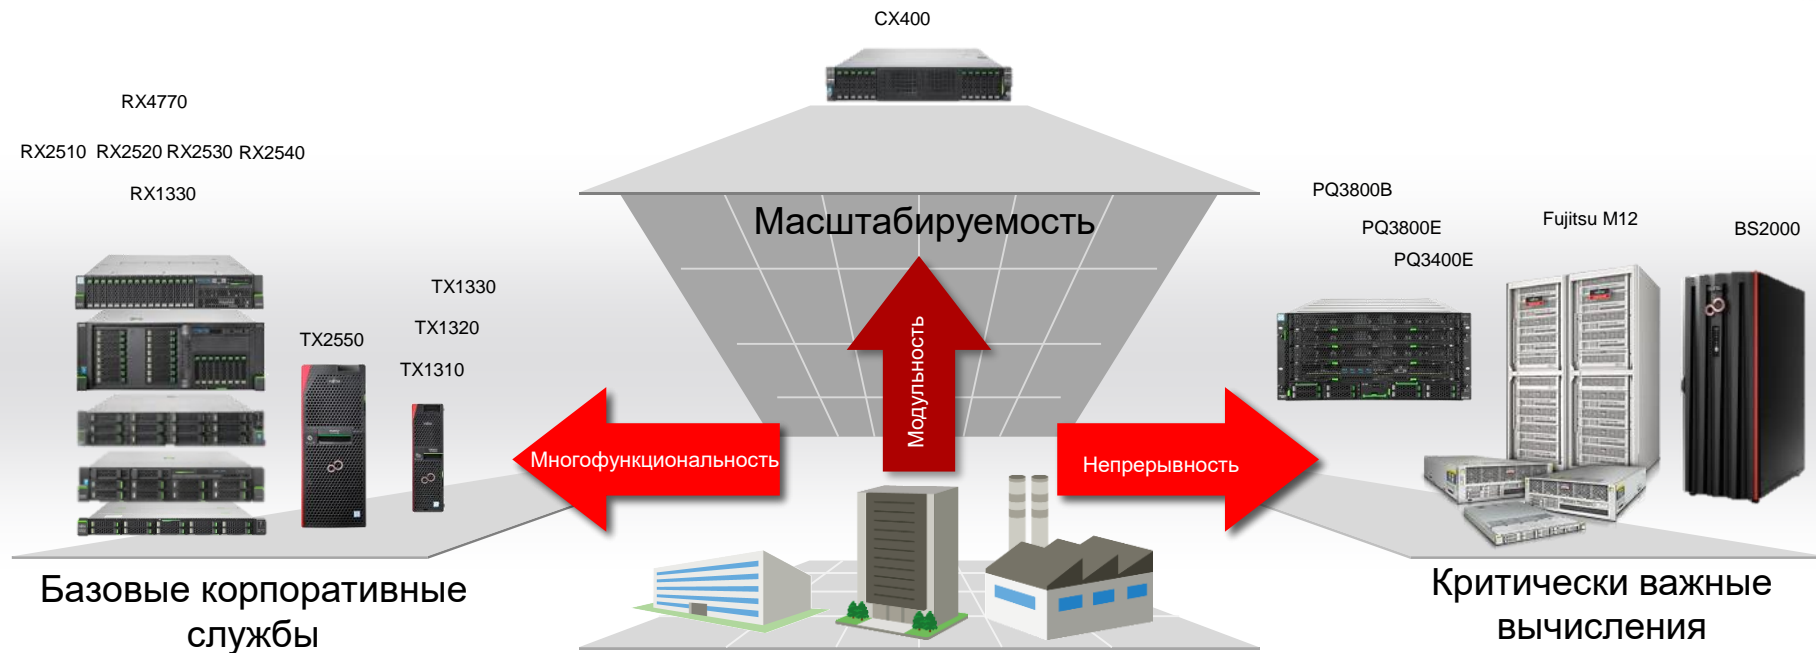 CX400
RX4770
RX2510 RX2520 RX2530 RX2540
RX1330
TX2550
TX1330
TX1320
TX1310
Масштабируемость
Модульность
Многофункциональность
Непрерывность
PQ3800B
PQ3800E
PQ3400E
Fujitsu M12
BS2000
Базовые корпоративные
службы
Критически важные
вычисления